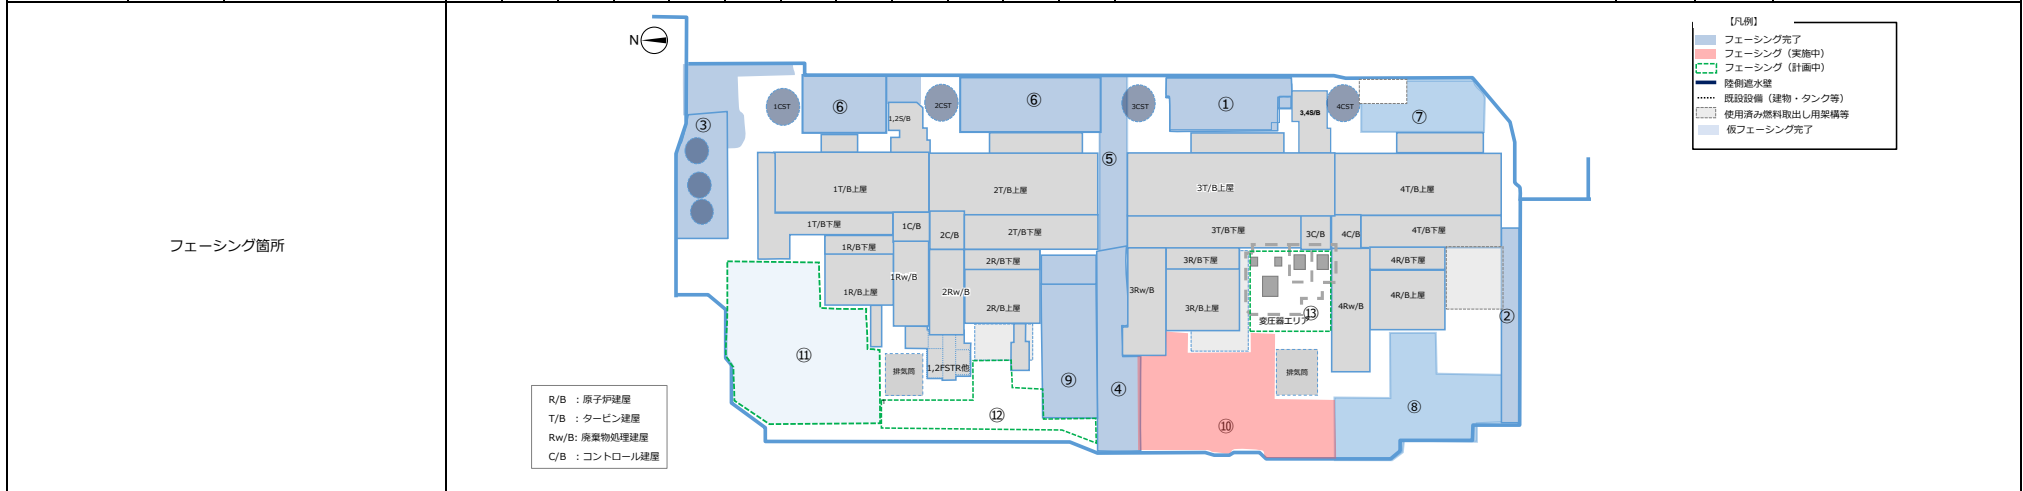 フェーシング箇所
N
【凡例】
フェーシング完了
フェーシング（実施中）
フェーシング（計画中）
陸側遮水壁
既設設備（建物・タンク等）
使用済み燃料取出し用架構等
仮フェーシング完了
1CST
⑥
2CST
⑥
3CST
①
4CST
⑦
③
1,2S/B
3,4S/B
⑤
1T/B上屋
2T/B上屋
3T/B上屋
4T/B上屋
1T/B下屋
1C/B
2C/B
2T/B下屋
3T/B下屋
3C/B
4C/B
4T/B下屋
1R/B下屋
2R/B下屋
3R/B下屋
4R/B下屋
1R/B上屋
1Rw/B
2Rw/B
2R/B上屋
3Rw/B
3R/B上屋
4Rw/B
4R/B上屋
変圧器エリア
⑬
②
⑪
排気筒
1,2FSTR他
⑨
④
排気筒
⑫
⑩
⑧
R/B ：原子炉建屋
T/B ：タービン建屋
Rw/B: 廃棄物処理建屋
C/B ：コントロール建屋